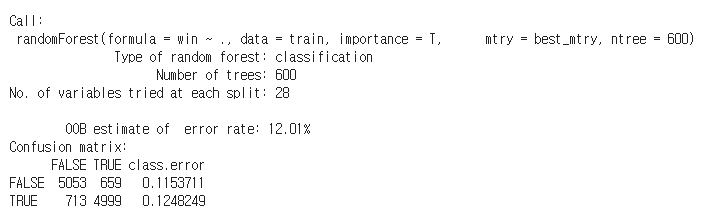 Call:
randomForest(formula = win ~ ., data = train, importance = T,      mtry = best_mtry, ntree = 600)
Type of random forest: classification
Number of trees: 600
No. of variables tried at each split: 28
OOB estimate of  error rate: 12.01%
Confusion matrix:
FALSE TRUE class.error
FALSE  5053  659   0.1153711
TRUE    713 4999   0.1248249